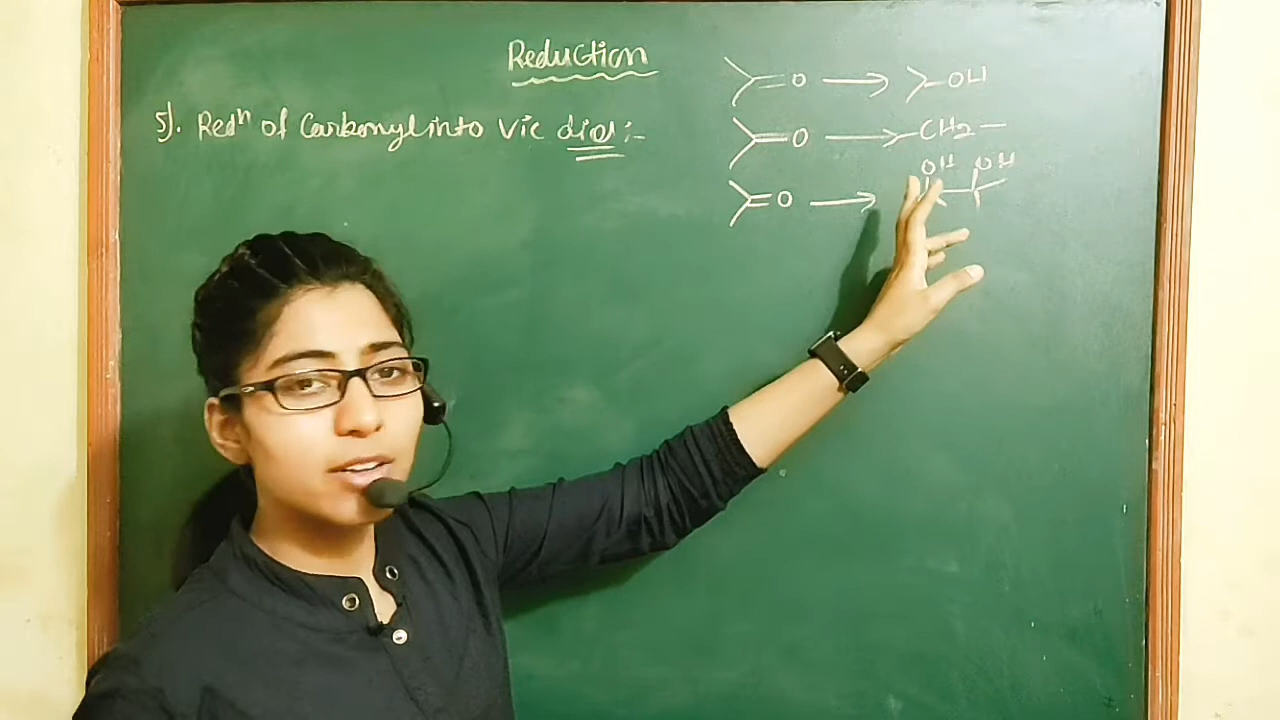 Reduction
5). Redⁿ of Carbonyl into Vic diol :-
=O ⟶ -OH
=O ⟶ -CH2-
OH OH
=O ⟶